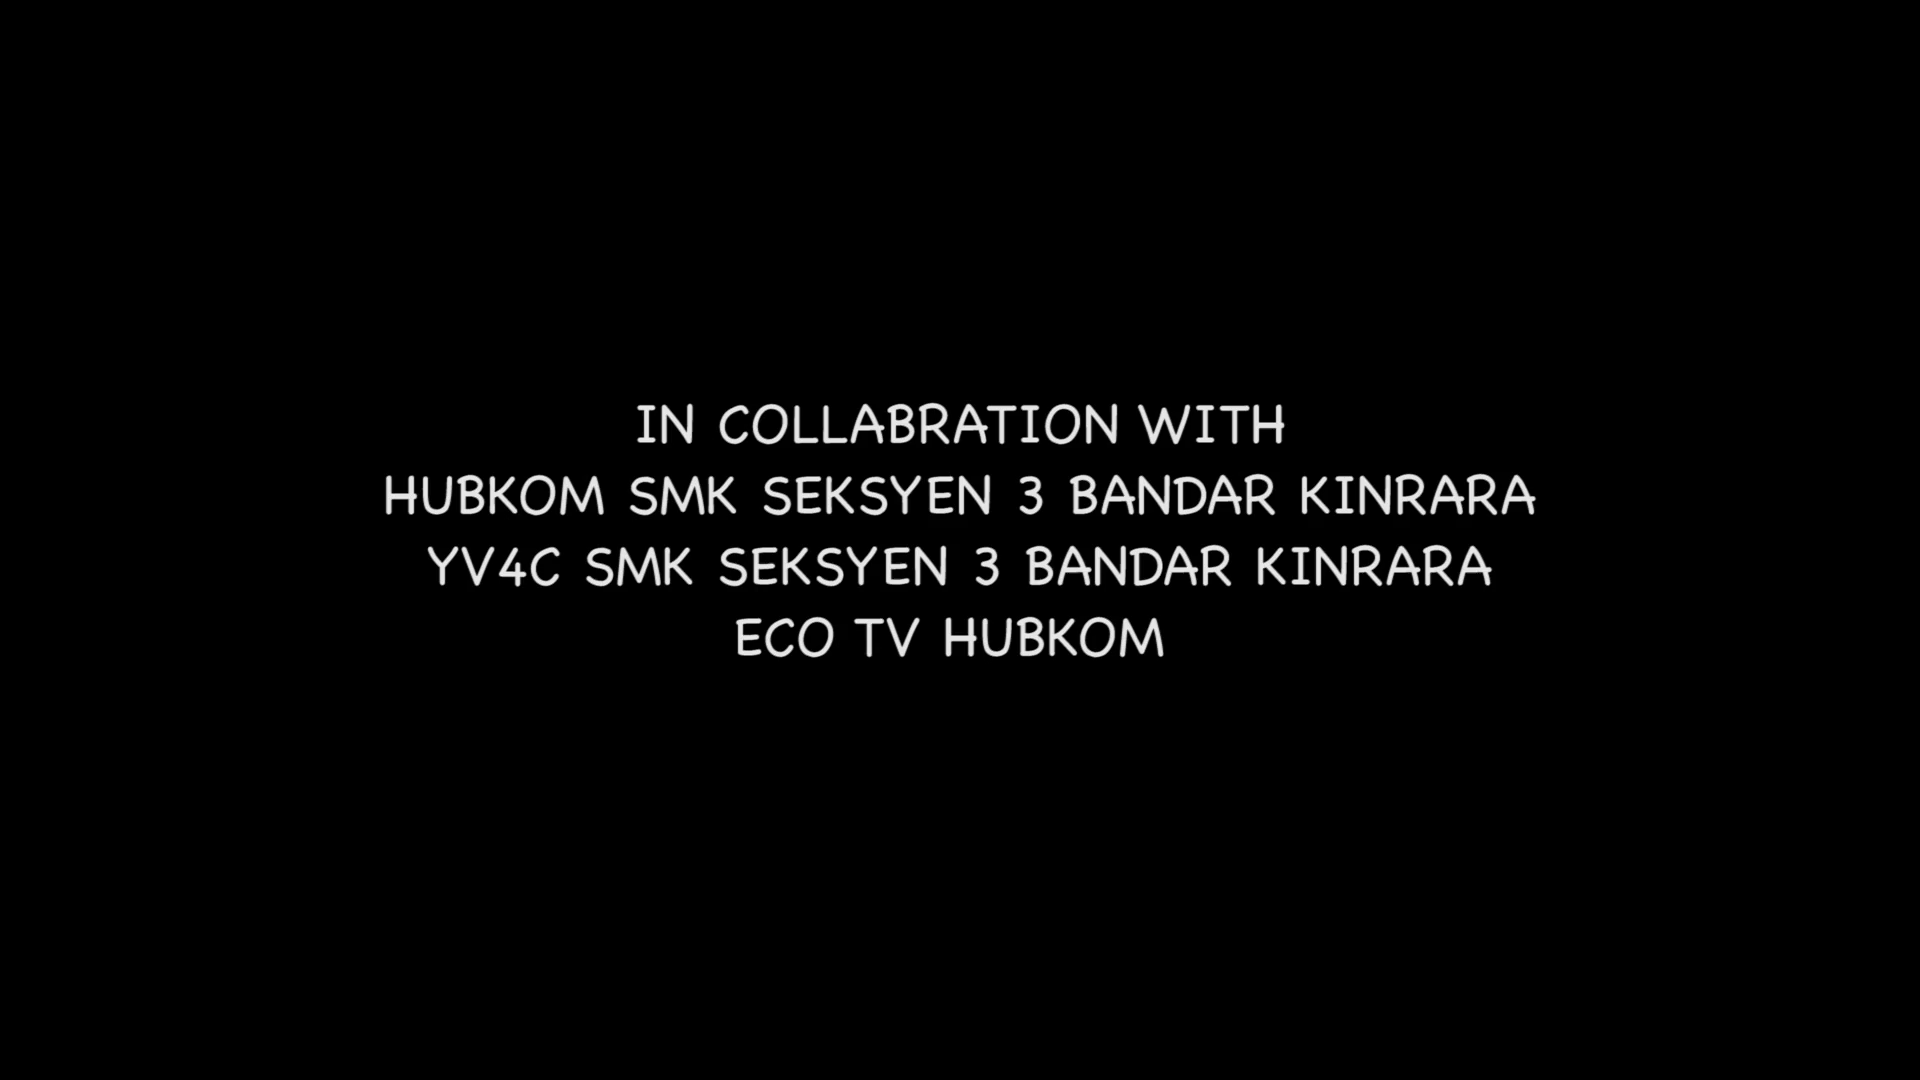 IN COLLABRATION WITH
HUBKOM SMK SEKSYEN 3 BANDAR KINRARA
YV4C SMK SEKSYEN 3 BANDAR KINRARA
ECO TV HUBKOM